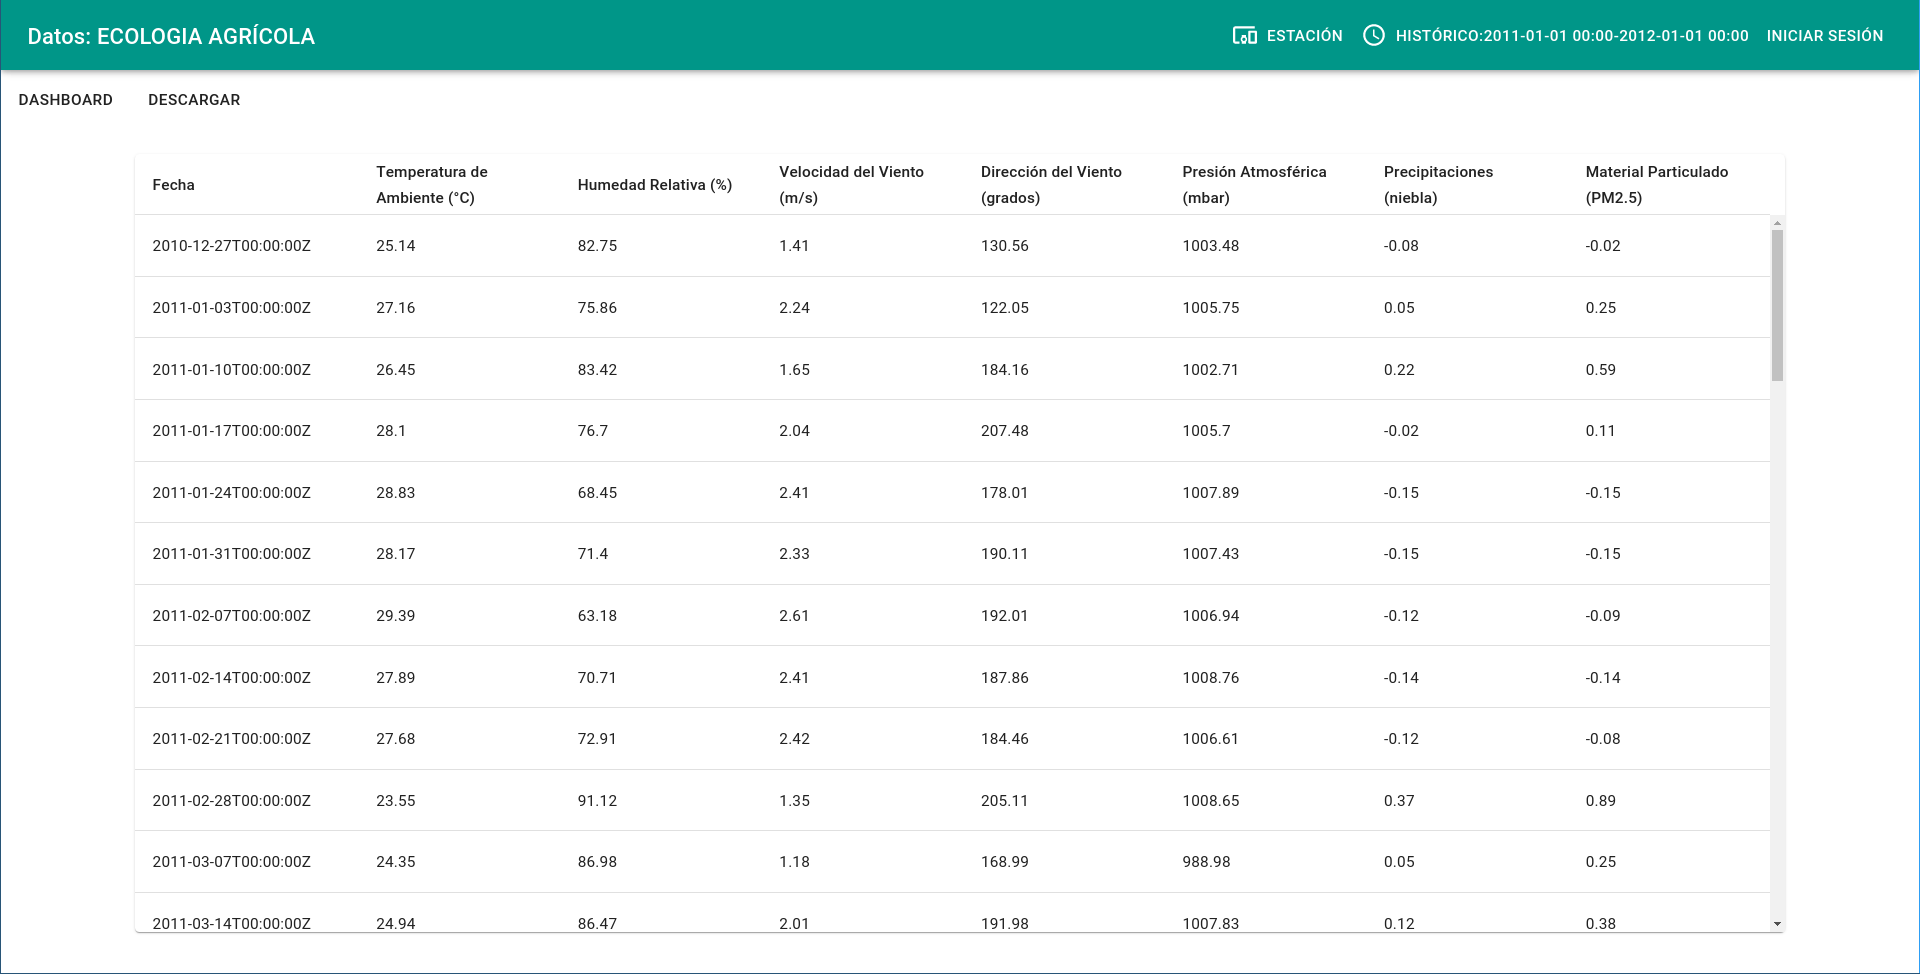 Datos: ECOLOGIA AGRÍCOLA
ESTACIÓN
HISTÓRICO:2011-01-01 00:00-2012-01-01 00:00
INICIAR SESIÓN
DASHBOARD
DESCARGAR
Fecha Temperatura de Ambiente (°C) Humedad Relativa (%) Velocidad del Viento (m/s) Dirección del Viento (grados) Presión Atmosférica (mbar) Precipitaciones (niebla) Material Particulado (PM2.5)
2010-12-27T00:00:00Z 25.14 82.75 1.41 130.56 1003.48 -0.08 -0.02
2011-01-03T00:00:00Z 27.16 75.86 2.24 122.05 1005.75 0.05 0.25
2011-01-10T00:00:00Z 26.45 83.42 1.65 184.16 1002.71 0.22 0.59
2011-01-17T00:00:00Z 28.1 76.7 2.04 207.48 1005.7 -0.02 0.11
2011-01-24T00:00:00Z 28.83 68.45 2.41 178.01 1007.89 -0.15 -0.15
2011-01-31T00:00:00Z 28.17 71.4 2.33 190.11 1007.43 -0.15 -0.15
2011-02-07T00:00:00Z 29.39 63.18 2.61 192.01 1006.94 -0.12 -0.09
2011-02-14T00:00:00Z 27.89 70.71 2.41 187.86 1008.76 -0.14 -0.14
2011-02-21T00:00:00Z 27.68 72.91 2.42 184.46 1006.61 -0.12 -0.08
2011-02-28T00:00:00Z 23.55 91.12 1.35 205.11 1008.65 0.37 0.89
2011-03-07T00:00:00Z 24.35 86.98 1.18 168.99 988.98 0.05 0.25
2011-03-14T00:00:00Z 24.94 86.47 2.01 191.98 1007.83 0.12 0.38